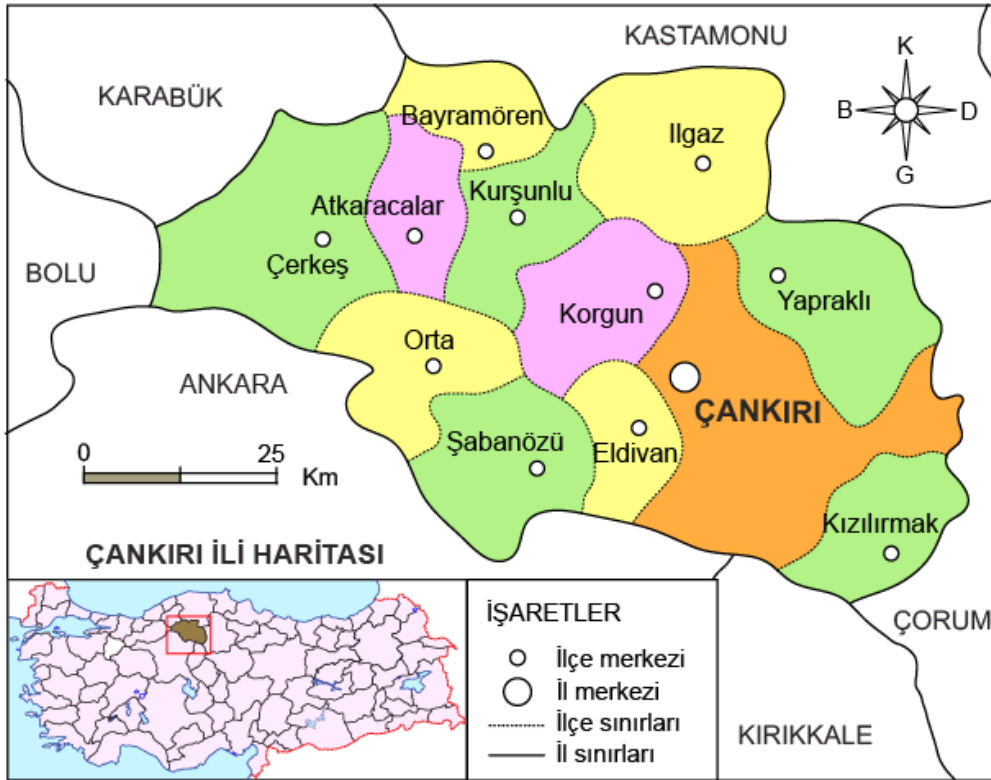 KASTAMONU
KARABÜK
K
B
D
G
Bayramören
Ilgaz
Atkaracalar
Kurşunlu
Çerkeş
BOLU
Yapraklı
Korgun
Orta
ANKARA
ÇANKIRI
Şabanözü
Eldivan
0
25
Km
Kızılırmak
ÇANKIRI İLİ HARİTASI
ÇORUM
KIRIKKALE
İŞARETLER
İlçe merkezi
İl merkezi
İlçe sınırları
İl sınırları